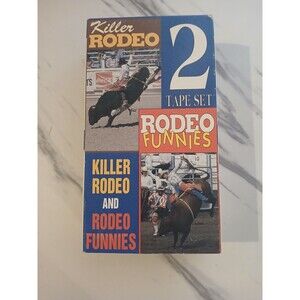 Killer
RODEO
2
TAPE SET
RODEO
FUNNIES
KILLER
RODEO
AND
RODEO
FUNNIES